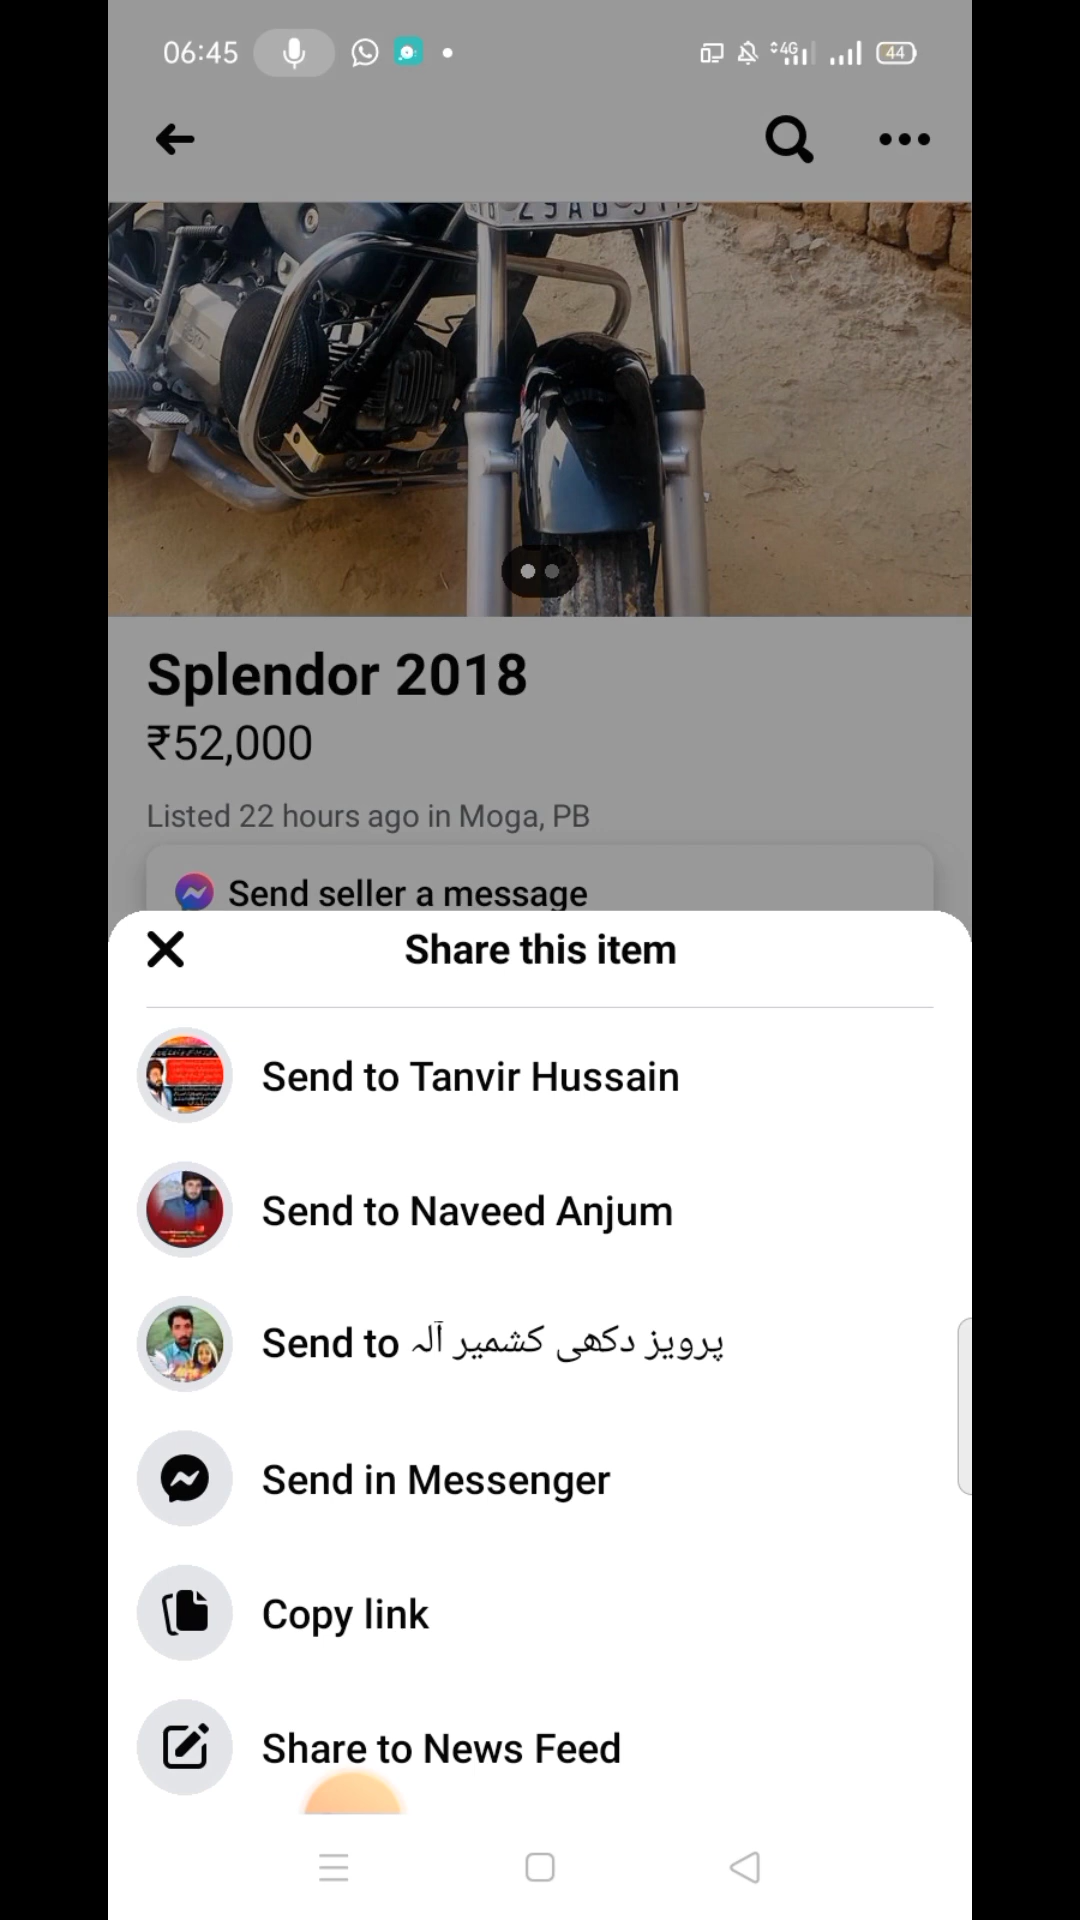 06:45
4G
44
Splendor 2018
₹52,000
Listed 22 hours ago in Moga, PB
Send seller a message
Share this item
Send to Tanvir Hussain
Send to Naveed Anjum
Send to پرویز دکھی کشمیر آلہ
Send in Messenger
Copy link
Share to News Feed